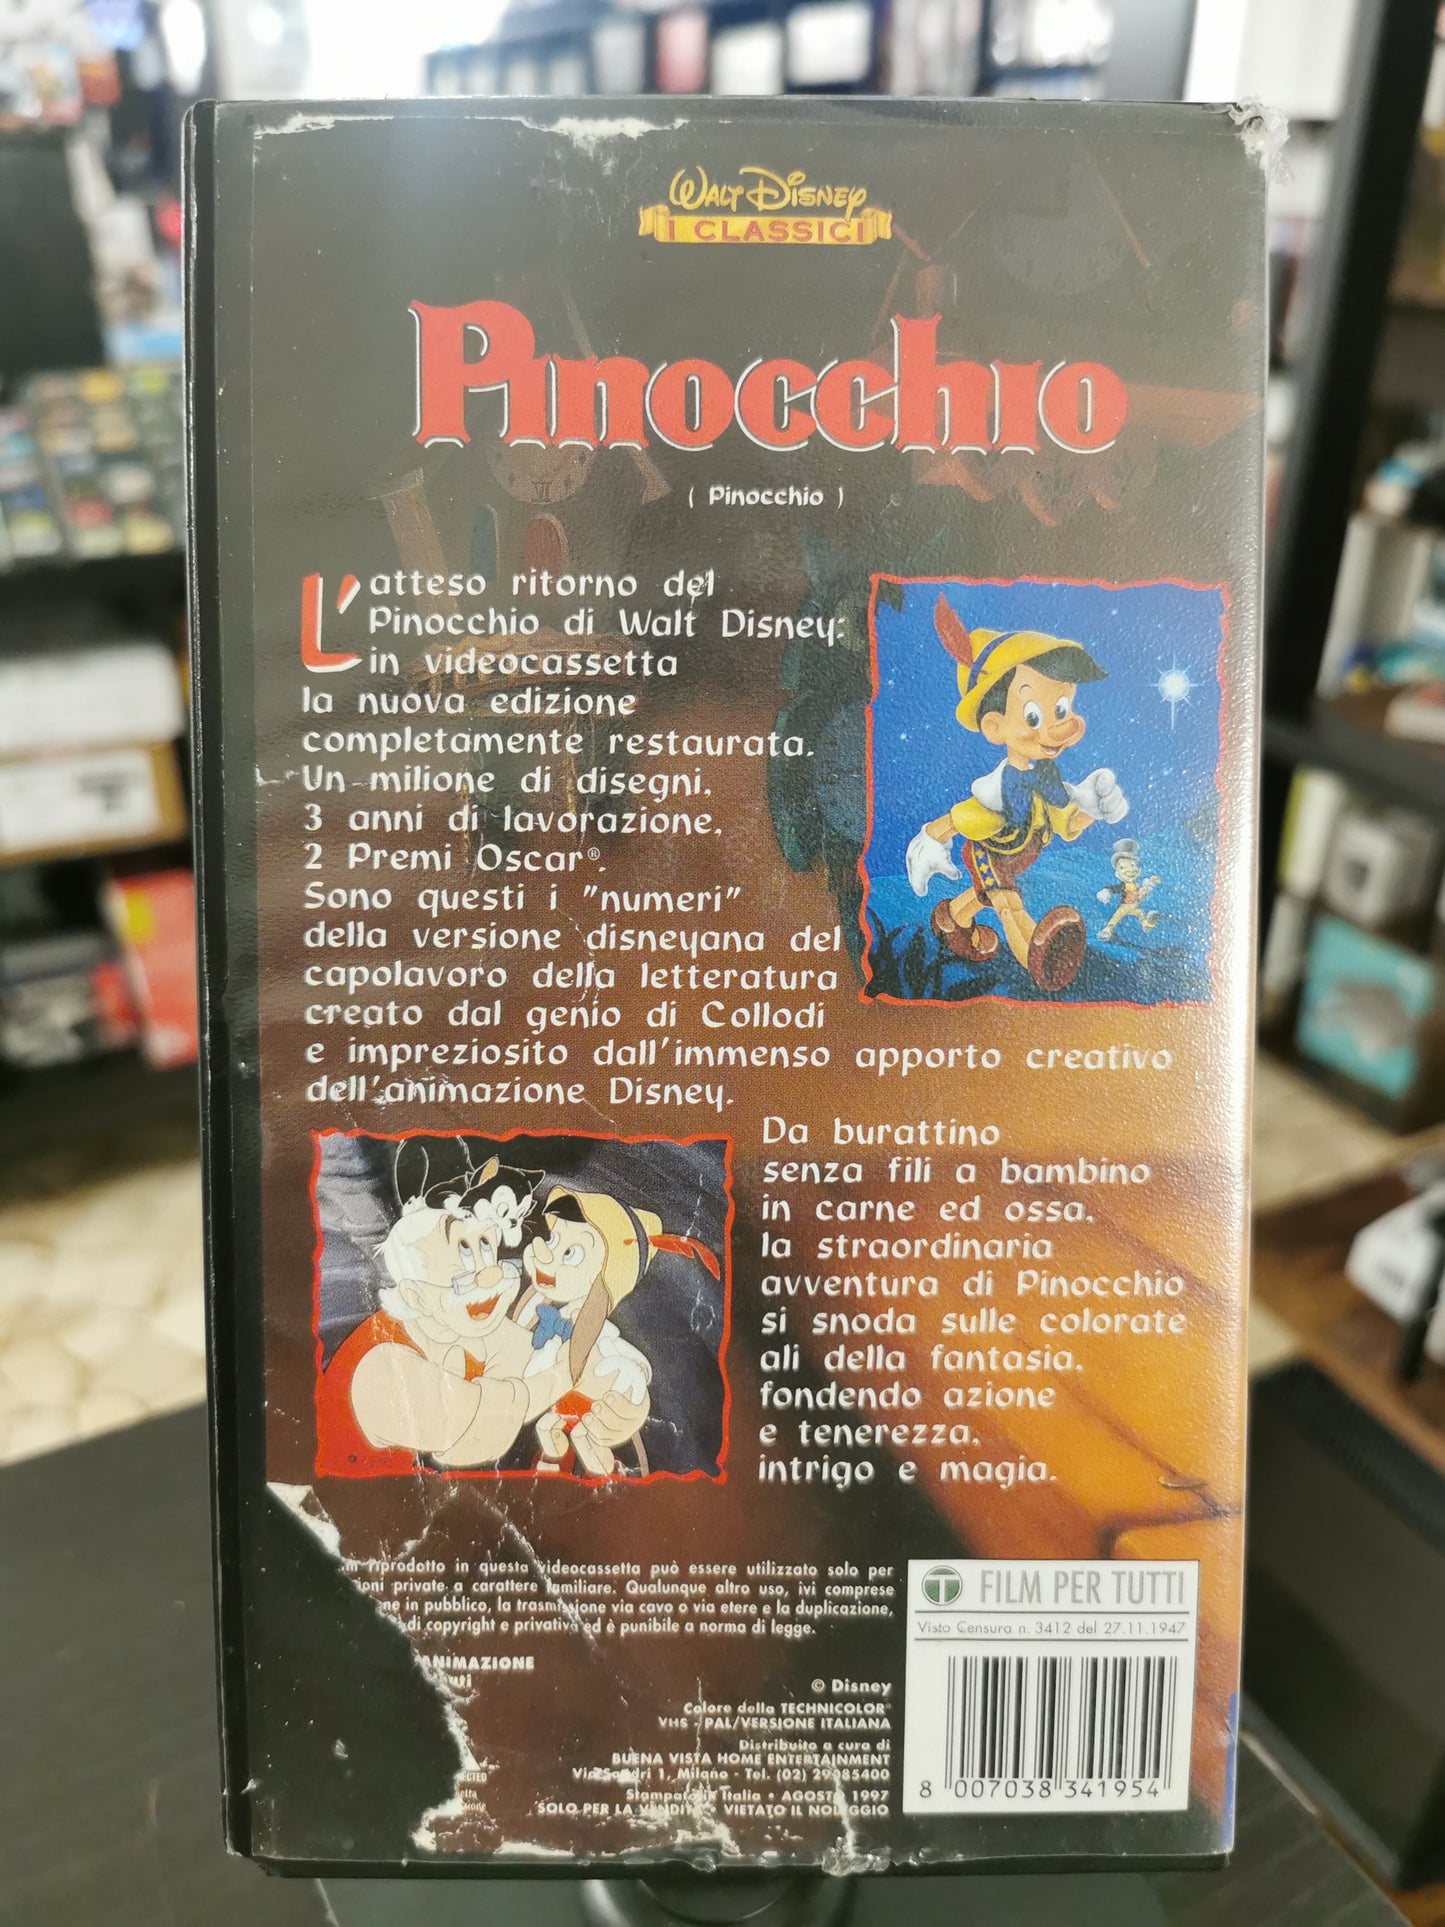 WALT DISNEY
I CLASSICI
Pinocchio
( Pinocchio )
L'atteso ritorno del
Pinocchio di Walt Disney:
in videocassetta
la nuova edizione
completamente restaurata.
Un milione di disegni,
3 anni di lavorazione,
2 Premi Oscar®.
Sono questi i "numeri"
della versione disneyana del
capolavoro della letteratura
creato dal genio di Collodi
e impreziosito dall'immenso apporto creativo
dell'animazione Disney.
Da burattino
senza fili a bambino
in carne ed ossa,
la straordinaria
avventura di Pinocchio
si snoda sulle colorate
ali della fantasia,
fondendo azione
e tenerezza,
intrigo e magia.
riprodotto in questa videocassetta può essere utilizzato solo per
private a carattere familiare. Qualunque altro uso, ivi comprese
in pubblico, la trasmissione via cavo o via etere e la duplicazione,
di copyright e privativa ed è punibile a norma di legge.
ANIMAZIONE
© Disney
Colore della TECHNICOLOR®
VHS - PAL/VERSIONE ITALIANA
Distribuito a cura di
BUENA VISTA HOME ENTERTAINMENT
Via Sandri 1, Milano - Tel. (02) 29085400
Stampato in Italia • AGOSTO 1997
SOLO PER LA VENDITA • VIETATO IL NOLEGGIO
T FILM PER TUTTI
Visto Censura n. 3412 del 27.11.1947
8 007038 341954